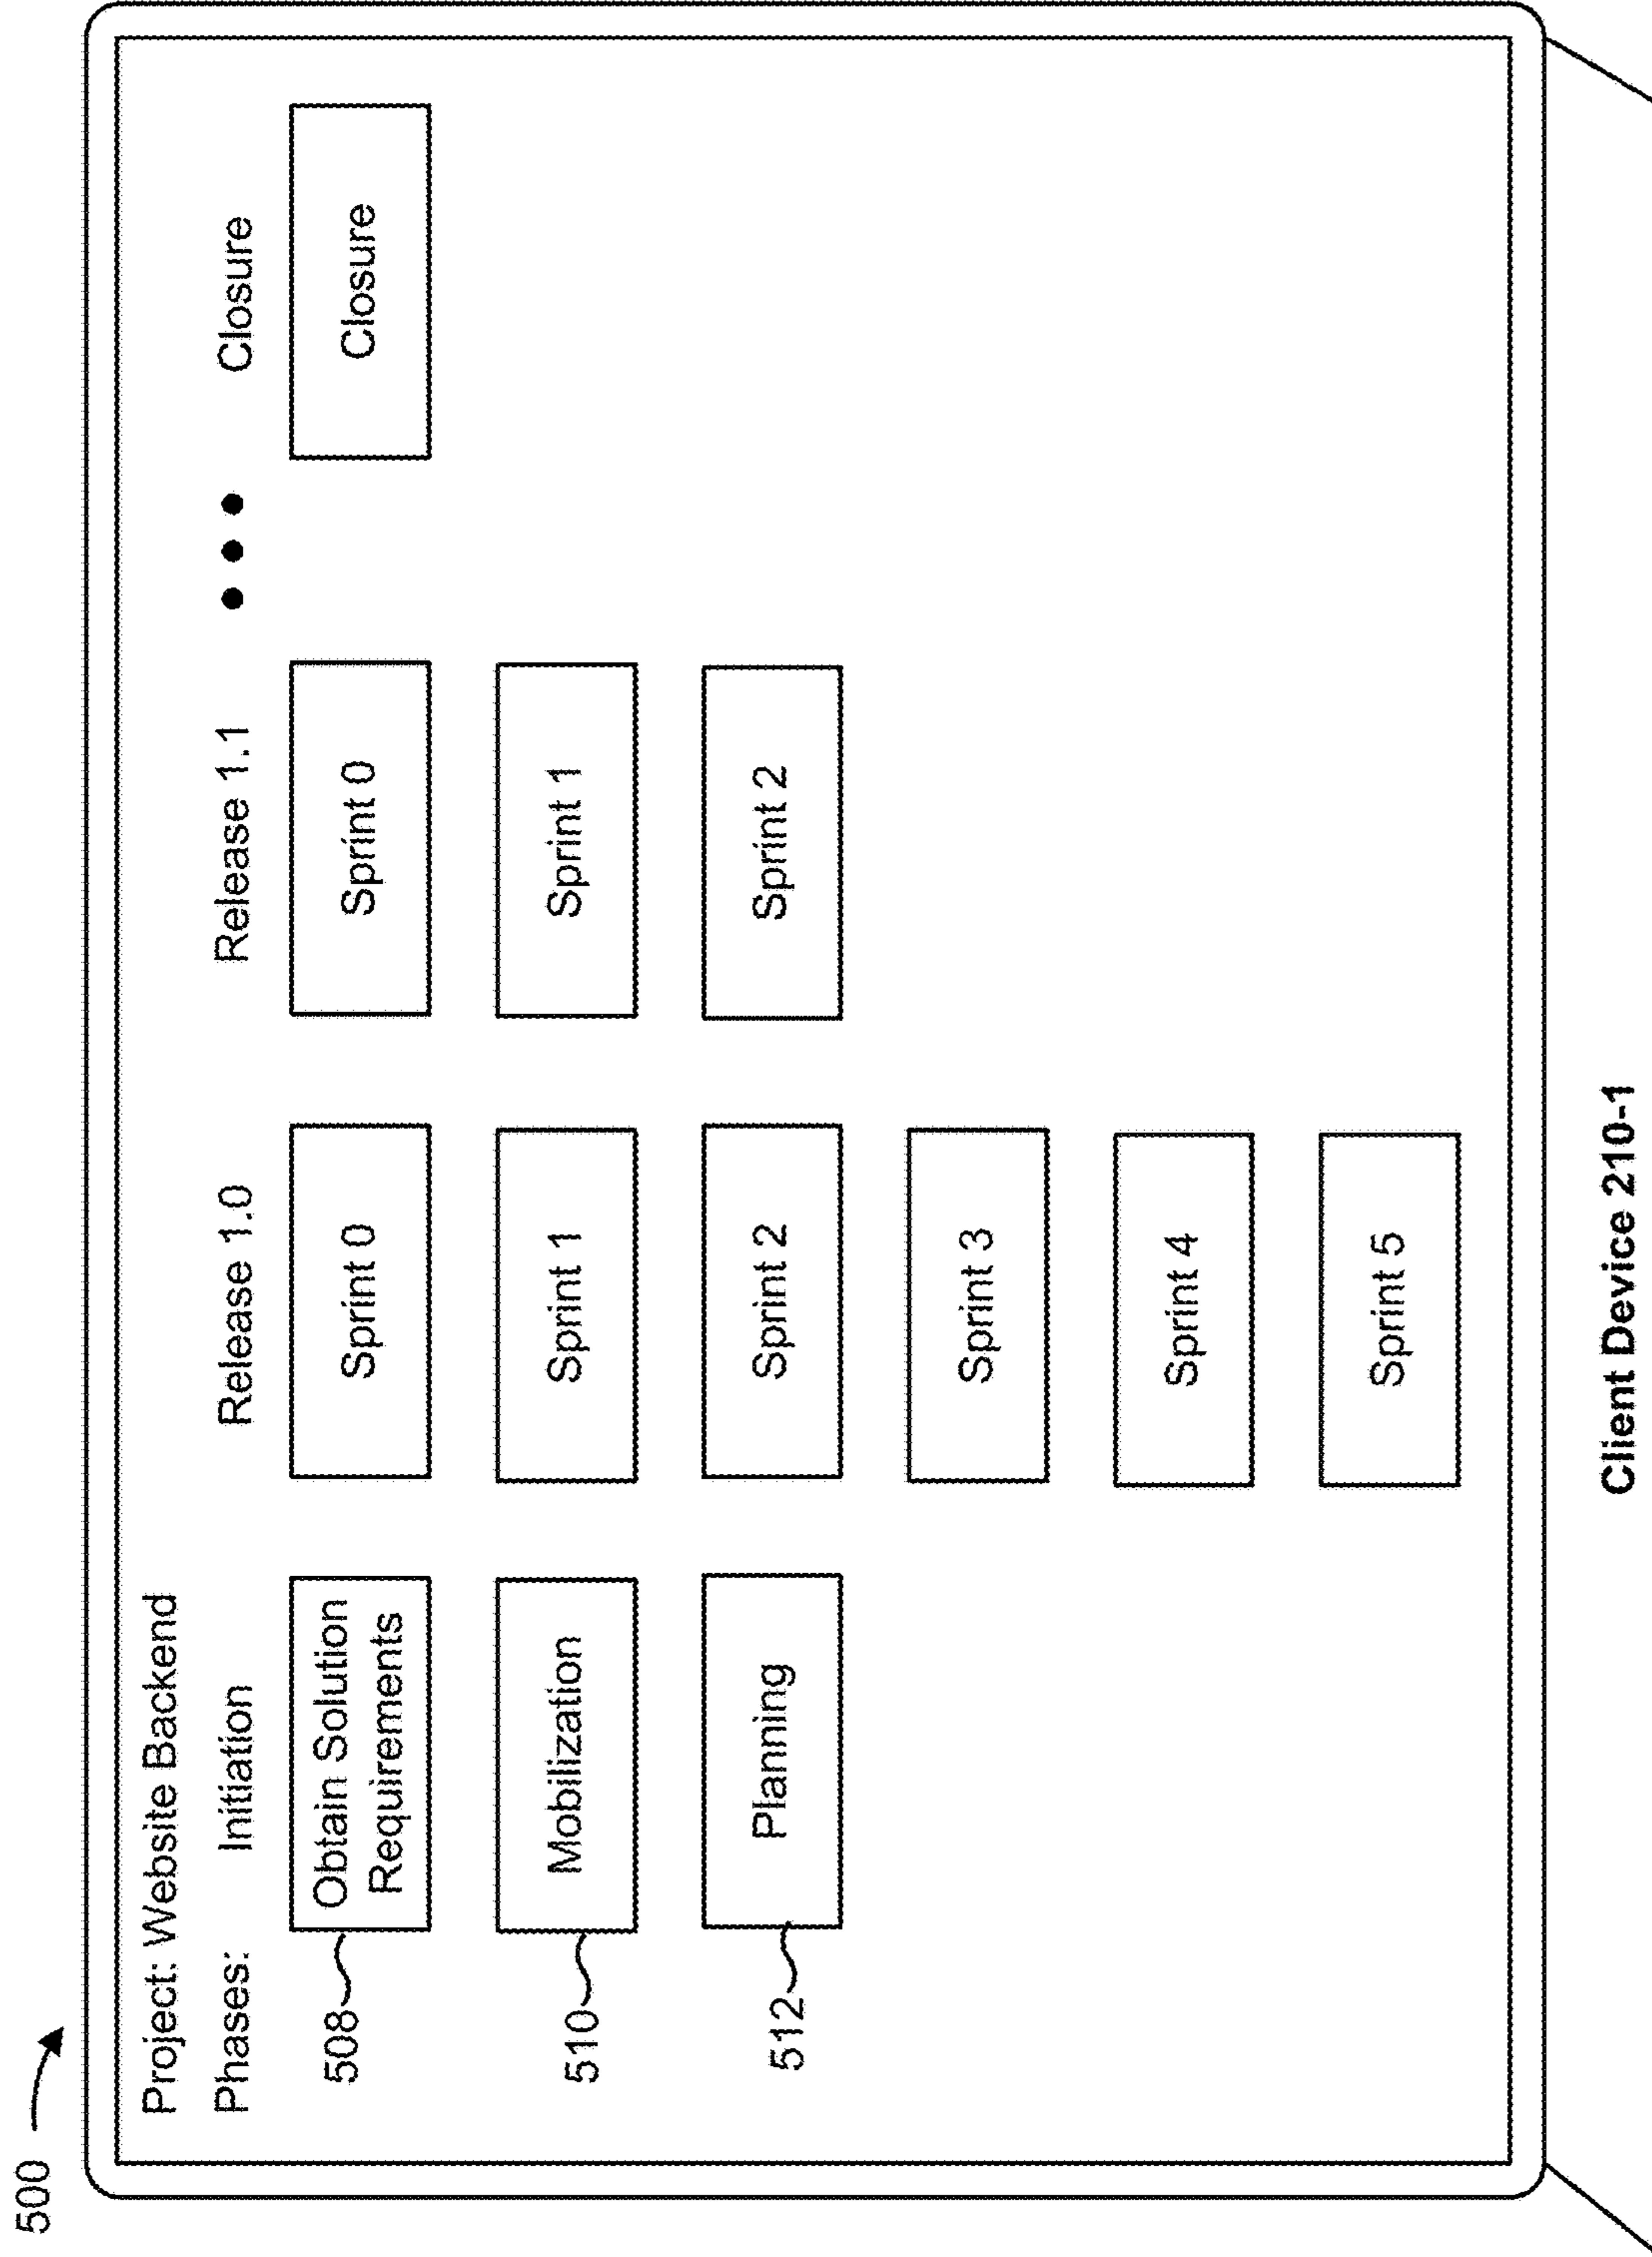 500
Project: Website Backend
Phases: Initiation Release 1.0 Release 1.1 ● ● ● Closure
508 Obtain Solution Requirements Sprint 0 Sprint 0 Closure
510 Mobilization Sprint 1 Sprint 1
512 Planning Sprint 2 Sprint 2
Sprint 3
Sprint 4
Sprint 5
Client Device 210-1